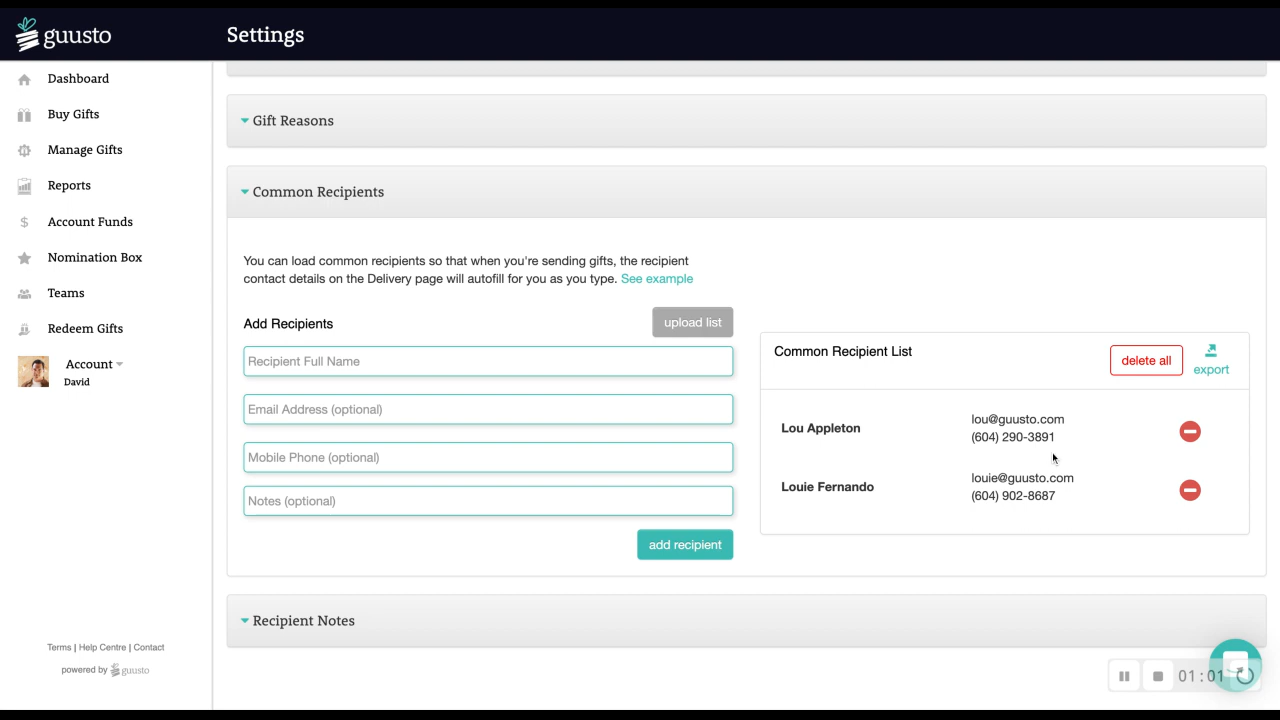 guusto
Settings
Dashboard
Buy Gifts
Manage Gifts
Reports
Account Funds
Nomination Box
Teams
Redeem Gifts
Account
David
Terms | Help Centre | Contact
powered by guusto
Gift Reasons
Common Recipients
You can load common recipients so that when you're sending gifts, the recipient
contact details on the Delivery page will autofill for you as you type. See example
Add Recipients
upload list
Recipient Full Name
Email Address (optional)
Mobile Phone (optional)
Notes (optional)
add recipient
Common Recipient List
delete all
export
Lou Appleton
lou@guusto.com
(604) 290-3891
Louie Fernando
louie@guusto.com
(604) 902-8687
Recipient Notes
01:01